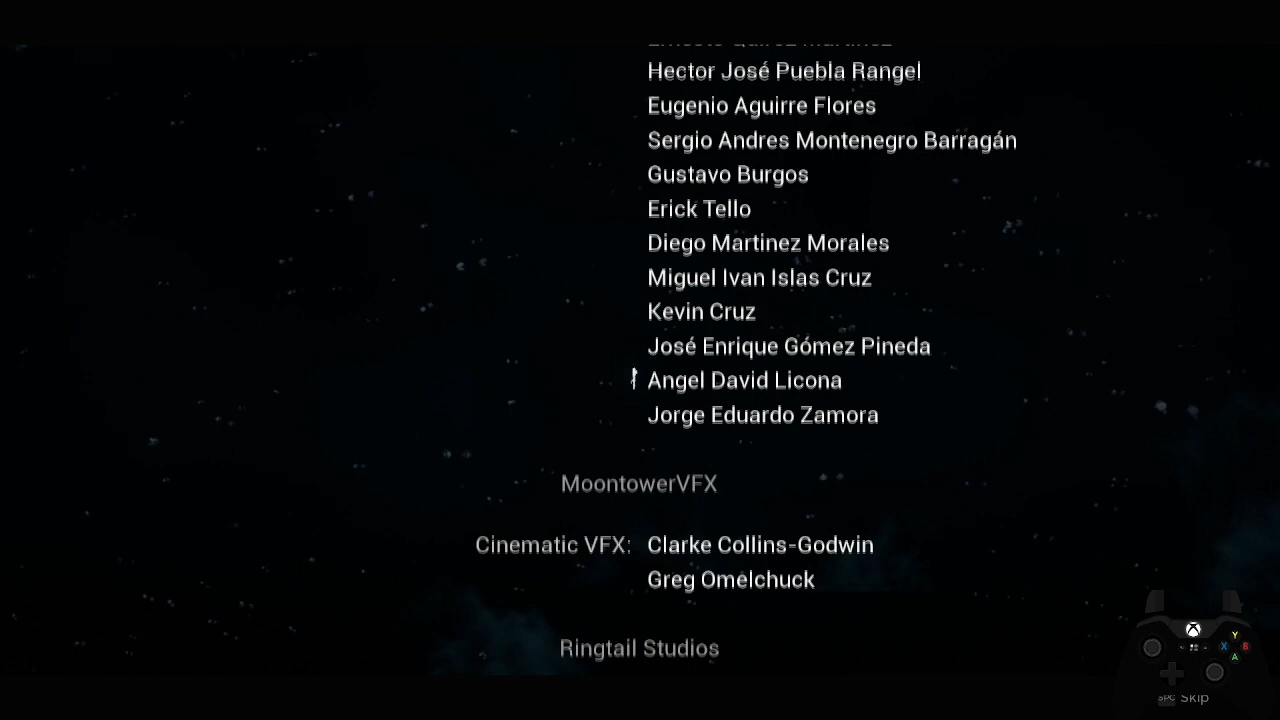 Hector José Puebla Rangel
Eugenio Aguirre Flores
Sergio Andres Montenegro Barragán
Gustavo Burgos
Erick Tello
Diego Martinez Morales
Miguel Ivan Islas Cruz
Kevin Cruz
José Enrique Gómez Pineda
Angel David Licona
Jorge Eduardo Zamora
MoontowerVFX
Cinematic VFX: Clarke Collins-Godwin
Greg Omelchuck
Ringtail Studios
Y
X B
A
SPC Skip